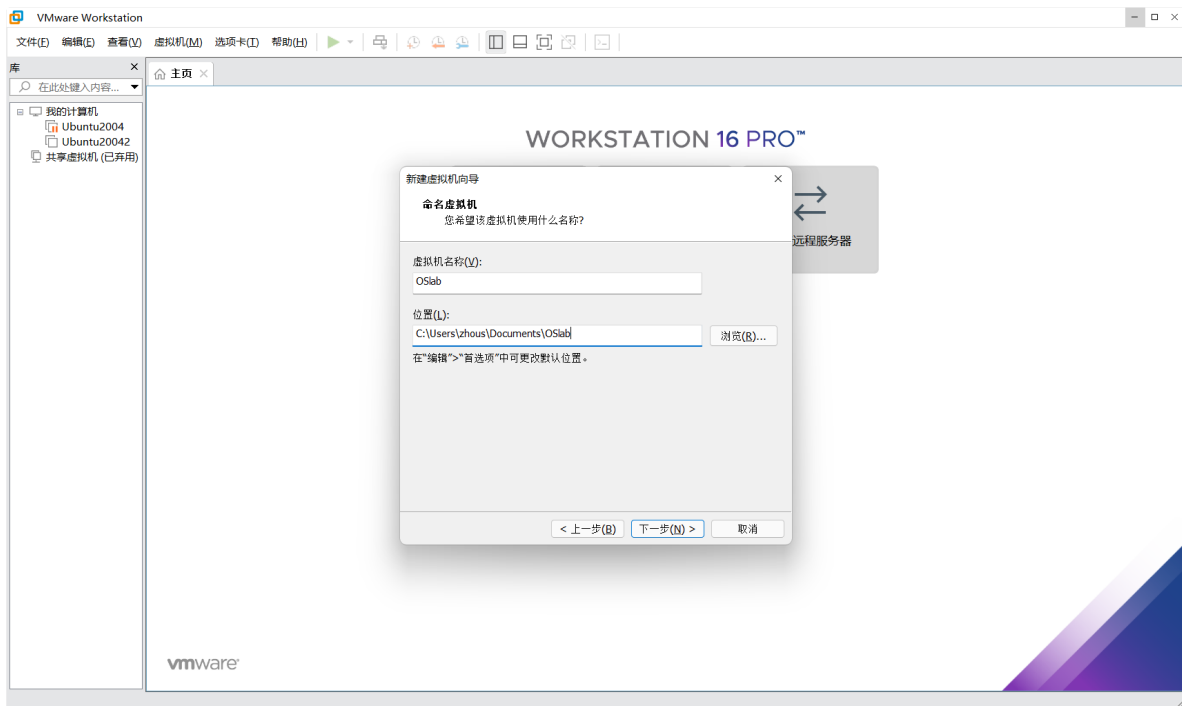 VMware Workstation
文件(F) 编辑(E) 查看(V) 虚拟机(M) 选项卡(T) 帮助(H)
库
在此处键入内容...
主页
我的计算机
Ubuntu2004
Ubuntu20042
共享虚拟机 (已弃用)
WORKSTATION 16 PRO™
远程服务器
新建虚拟机向导
命名虚拟机
您希望该虚拟机使用什么名称?
虚拟机名称(V):
OSlab
位置(L):
C:\Users\zhous\Documents\OSlab
浏览(R)...
在“编辑”>“首选项”中可更改默认位置。
< 上一步(B) 下一步(N) > 取消
vmware